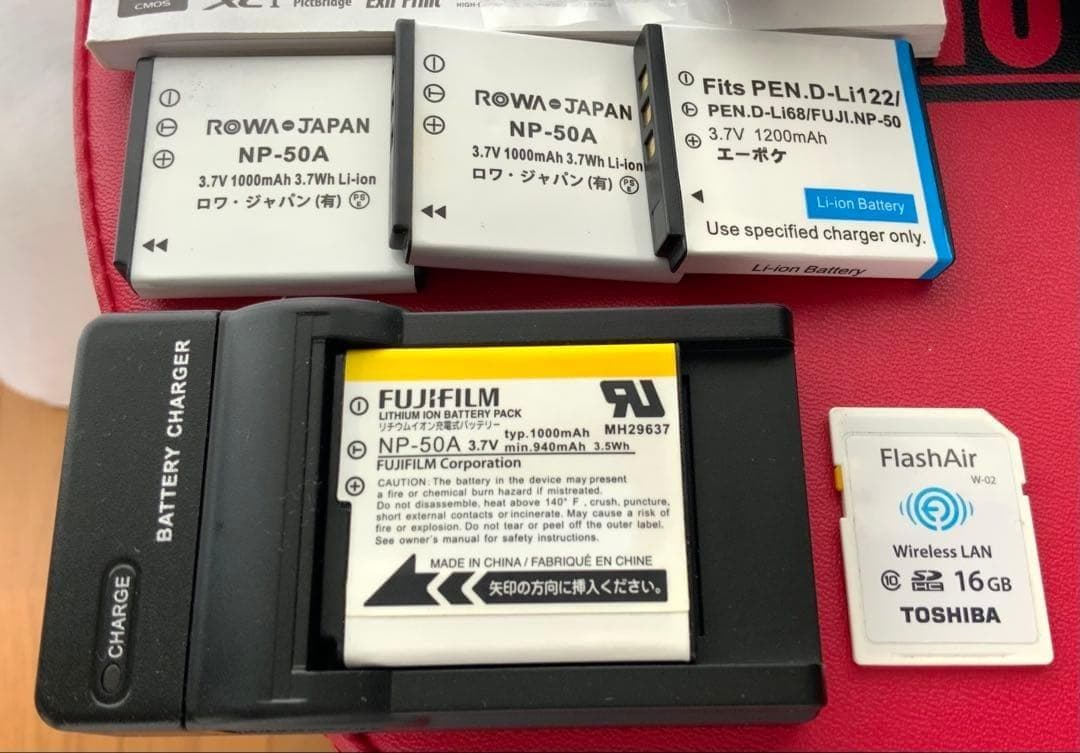 CMOS
PictBridge
Exif Print
ROWA JAPAN
NP-50A
3.7V 1000mAh 3.7Wh Li-ion
ロワ・ジャパン (有) PSE
ROWA JAPAN
NP-50A
3.7V 1000mAh 3.7Wh Li-ion
ロワ・ジャパン (有) PSE
Fits PEN.D-Li122/
PEN.D-Li68/FUJI.NP-50
3.7V 1200mAh
エーポケ
Li-ion Battery
Use specified charger only.
Li-ion Battery
BATTERY CHARGER
CHARGE
FUJIFILM
LITHIUM ION BATTERY PACK
リチウムイオン充電式バッテリー
NP-50A 3.7V typ.1000mAh min.940mAh 3.5Wh
MH29637
FUJIFILM Corporation
CAUTION: The battery in the device may present
a fire or chemical burn hazard if mistreated.
Do not disassemble, heat above 140° F , crush, puncture,
short external contacts or incinerate. May cause a risk of
fire or explosion. Do not tear or peel off the outer label.
See owner's manual for safety instructions.
MADE IN CHINA / FABRIQUÉ EN CHINE
矢印の方向に挿入ください。
FlashAir
W-02
Wireless LAN
10 SD HC 16GB
TOSHIBA